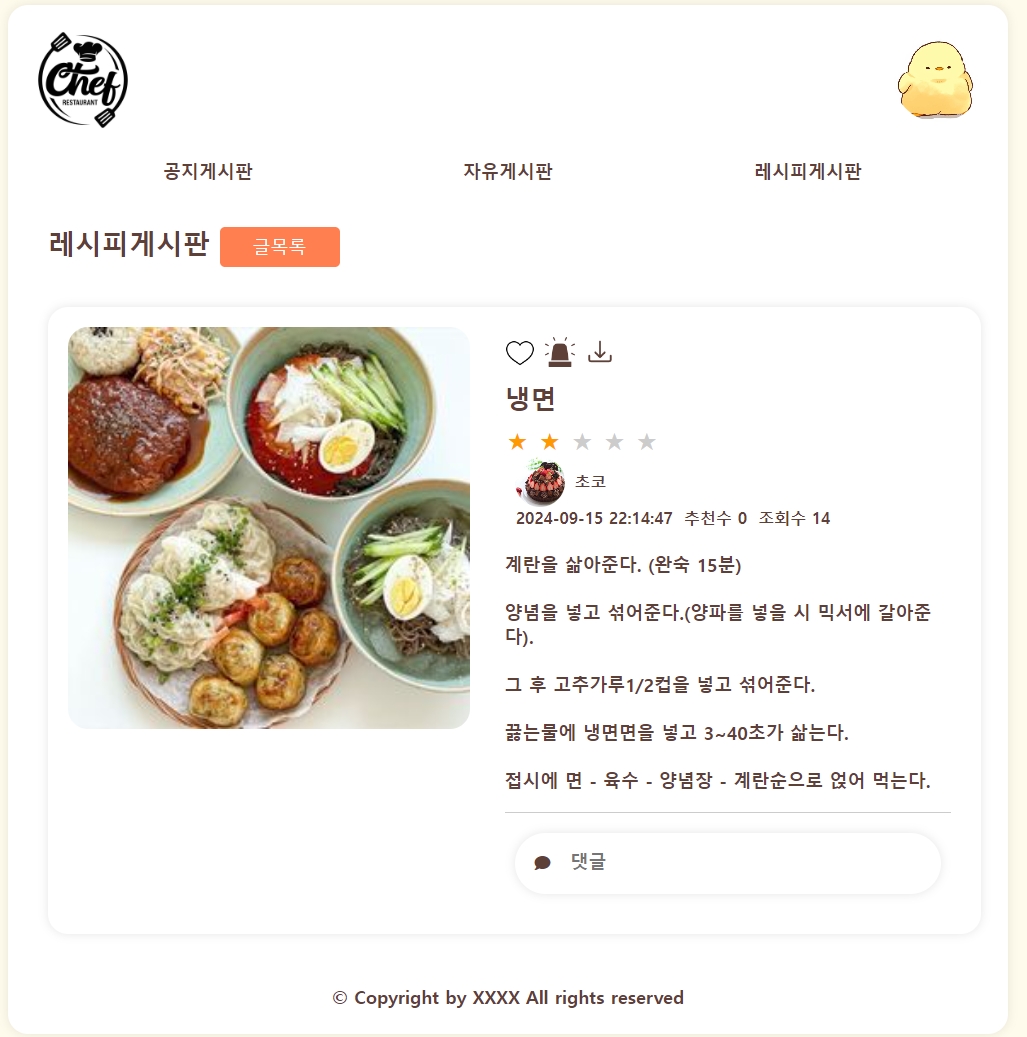 Chef
RESTAURANT
공지게시판 자유게시판 레시피게시판
레시피게시판 글목록
냉면
초코
2024-09-15 22:14:47 추천수 0 조회수 14
계란을 삶아준다. (완숙 15분)
양념을 넣고 섞어준다.(양파를 넣을 시 믹서에 갈아준
다).
그 후 고추가루1/2컵을 넣고 섞어준다.
끓는물에 냉면면을 넣고 3~40초가 삶는다.
접시에 면 - 육수 - 양념장 - 계란순으로 얹어 먹는다.
댓글
© Copyright by XXXX All rights reserved